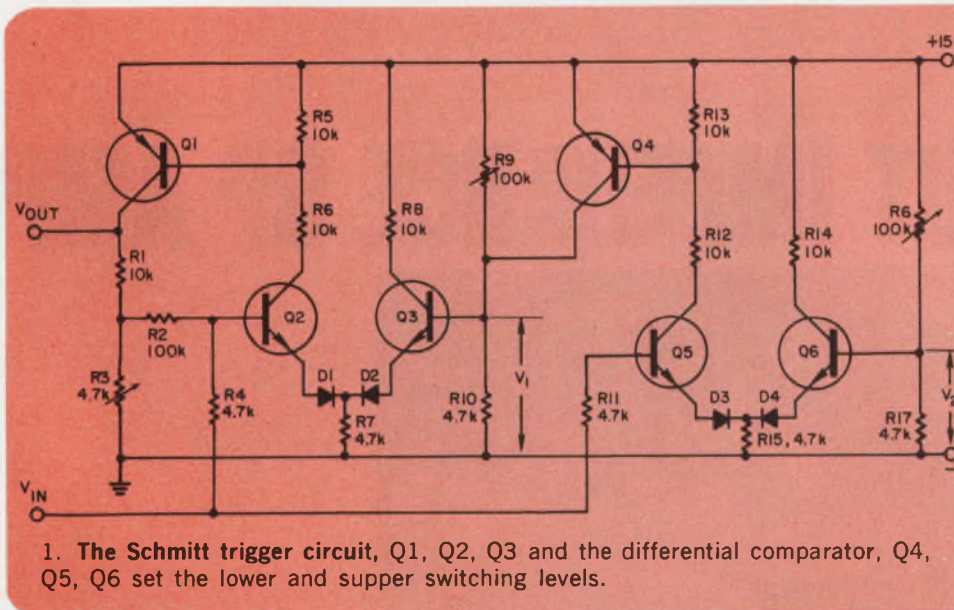 +15
Q1
R5
10k
R13
10k
Q4
R9
100k
R6
100k
VOUT
R6
10k
R8
10k
R12
10k
R14
10k
R1
10k
R2
100k
Q2
Q3
Q5
Q6
R3
4.7k
R4
4.7k
D1
D2
R7
4.7k
R10
4.7k
V1
R11
4.7k
D3
D4
R15, 4.7k
R17
4.7k
VIN
1. The Schmitt trigger circuit, Q1, Q2, Q3 and the differential comparator, Q4,
Q5, Q6 set the lower and supper switching levels.